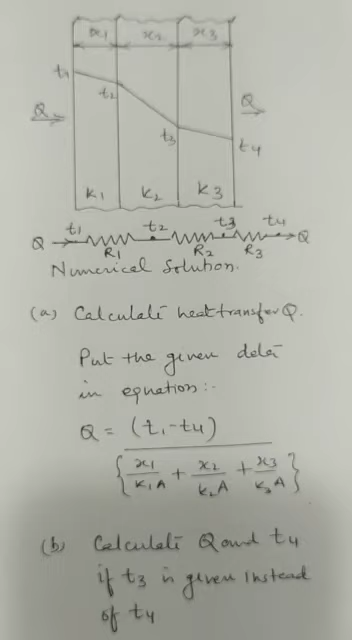 x1 x2 x3
t1
t2
Q Q
t3
t4
K1 K2 K3
t1 t2 t3 t4
Q R1 R2 R3 Q
Numerical Solution.
(a) Calculate heat transfer Q.
Put the given data
in equation:-
Q = (t1-t4)
{x1/K1A + x2/K2A + x3/K3A}
(b) Calculate Q and t4
if t3 is given instead
of t4